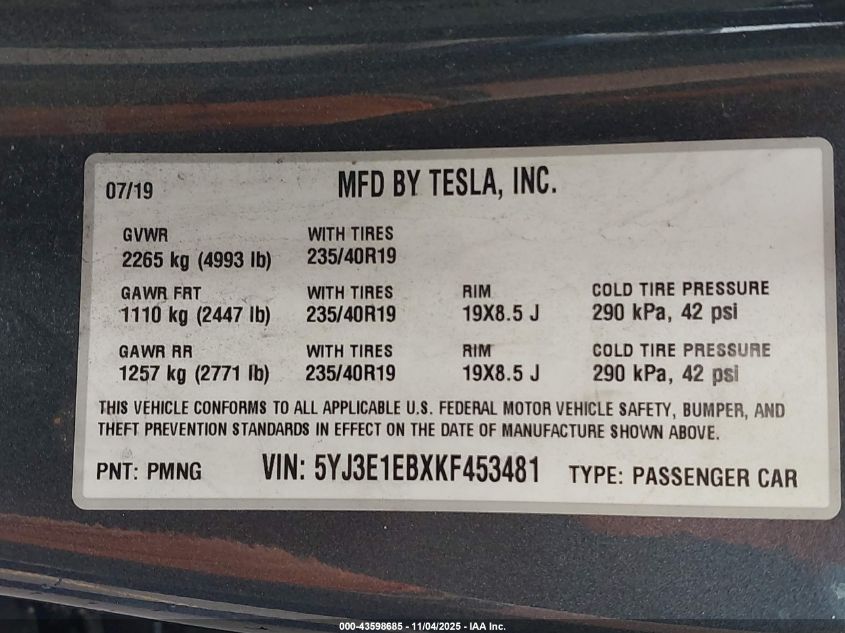 07/19 MFD BY TESLA, INC.
GVWR WITH TIRES
2265 kg (4993 lb) 235/40R19
GAWR FRT WITH TIRES RIM COLD TIRE PRESSURE
1110 kg (2447 lb) 235/40R19 19X8.5 J 290 kPa, 42 psi
GAWR RR WITH TIRES RIM COLD TIRE PRESSURE
1257 kg (2771 lb) 235/40R19 19X8.5 J 290 kPa, 42 psi
THIS VEHICLE CONFORMS TO ALL APPLICABLE U.S. FEDERAL MOTOR VEHICLE SAFETY, BUMPER, AND
THEFT PREVENTION STANDARDS IN EFFECT ON THE DATE OF MANUFACTURE SHOWN ABOVE.
PNT: PMNG VIN: 5YJ3E1EBXKF453481 TYPE: PASSENGER CAR
000-43598685 - 11/04/2025 - IAA Inc.